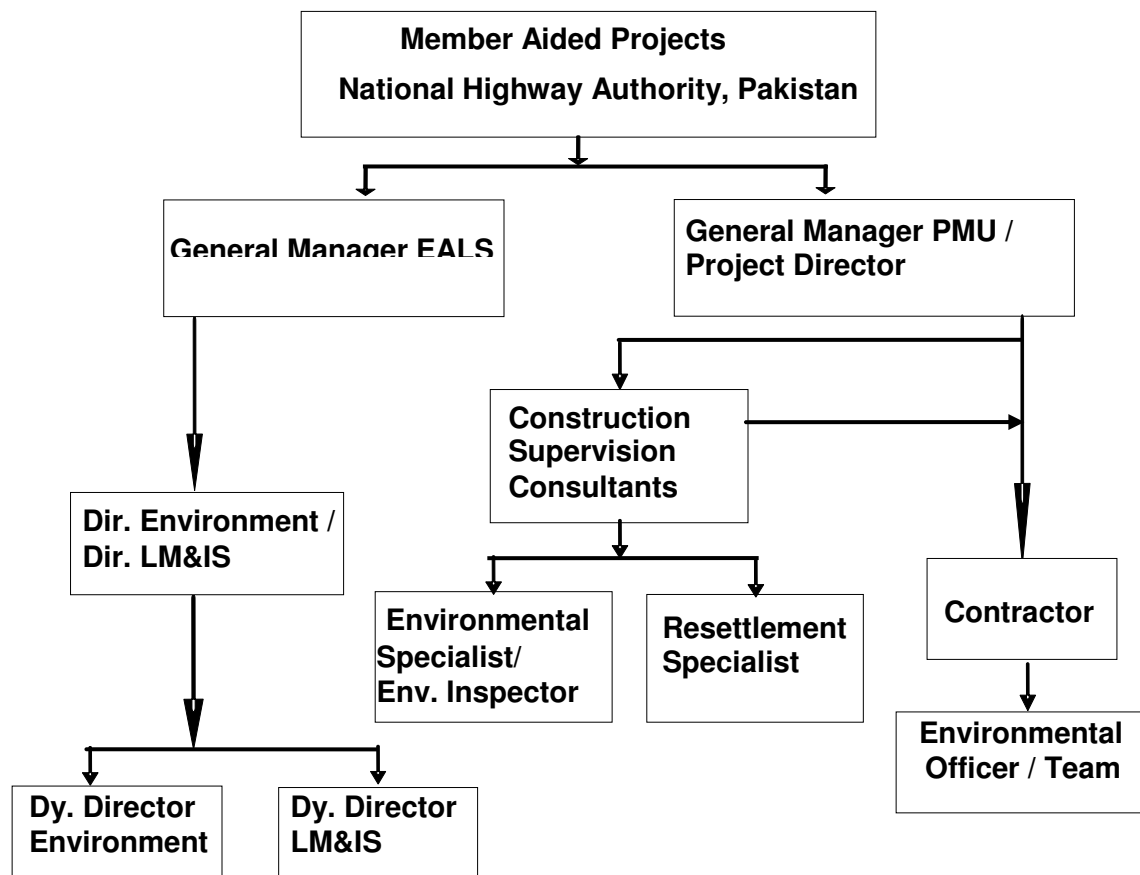 Member Aided Projects
National Highway Authority, Pakistan
General Manager EALS
General Manager PMU /
Project Director
Construction
Supervision
Consultants
Dir. Environment /
Dir. LM&IS
Environmental
Specialist/
Env. Inspector
Resettlement
Specialist
Contractor
Environmental
Officer / Team
Dy. Director
Environment
Dy. Director
LM&IS